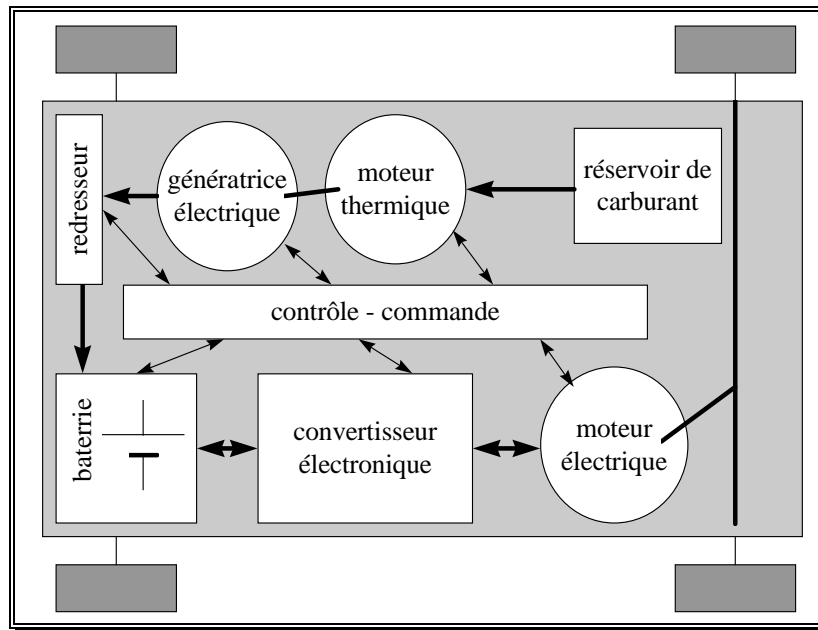 redresseur
génératrice
électrique
moteur
thermique
réservoir de
carburant
contrôle - commande
baterrie
convertisseur
électronique
moteur
électrique